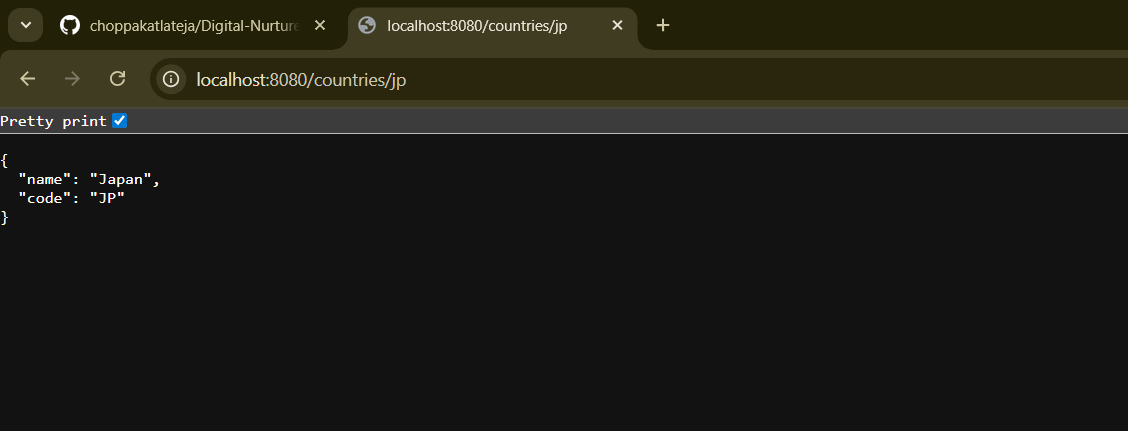 choppakatlateja/Digital-Nurture
localhost:8080/countries/jp
localhost:8080/countries/jp
Pretty print
{
  "name": "Japan",
  "code": "JP"
}